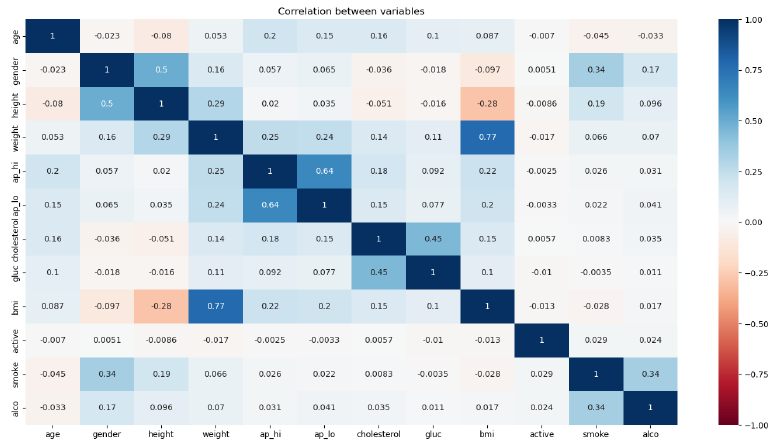 Correlation between variables
age 1 -0.023 -0.08 0.053 0.2 0.15 0.16 0.1 0.087 -0.007 -0.045 -0.033
gender -0.023 1 0.5 0.16 0.057 0.065 -0.036 -0.018 -0.097 0.0051 0.34 0.17
height -0.08 0.5 1 0.29 0.02 0.035 -0.051 -0.016 -0.28 -0.0086 0.19 0.096
weight 0.053 0.16 0.29 1 0.25 0.24 0.14 0.11 0.77 -0.017 0.066 0.07
ap_hi 0.2 0.057 0.02 0.25 1 0.64 0.18 0.092 0.22 -0.0025 0.026 0.031
ap_lo 0.15 0.065 0.035 0.24 0.64 1 0.15 0.077 0.2 -0.0033 0.022 0.041
cholesterol 0.16 -0.036 -0.051 0.14 0.18 0.15 1 0.45 0.15 0.0057 0.0083 0.035
gluc 0.1 -0.018 -0.016 0.11 0.092 0.077 0.45 1 0.1 -0.01 -0.0035 0.011
bmi 0.087 -0.097 -0.28 0.77 0.22 0.2 0.15 0.1 1 -0.013 -0.028 0.017
active -0.007 0.0051 -0.0086 -0.017 -0.0025 -0.0033 0.0057 -0.01 -0.013 1 0.029 0.024
smoke -0.045 0.34 0.19 0.066 0.026 0.022 0.0083 -0.0035 -0.028 0.029 1 0.34
alco -0.033 0.17 0.096 0.07 0.031 0.041 0.035 0.011 0.017 0.024 0.34 1
age gender height weight ap_hi ap_lo cholesterol gluc bmi active smoke alco
1.00
0.75
0.50
0.25
0.00
−0.25
−0.50
−0.75
−1.00